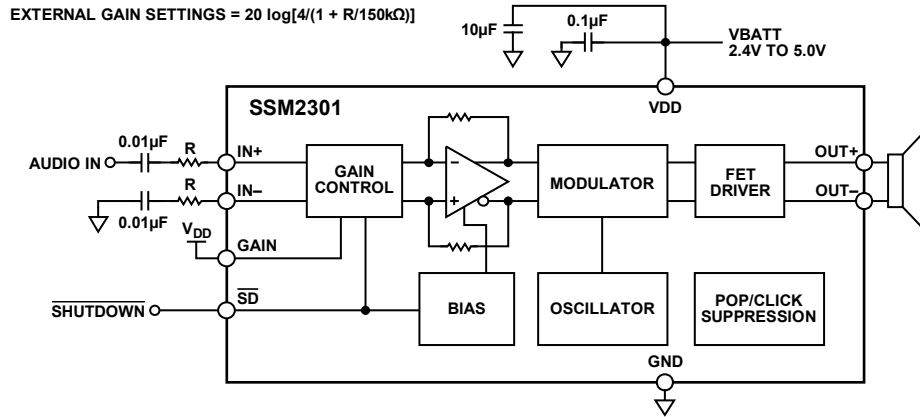 EXTERNAL GAIN SETTINGS = 20 log[4/(1 + R/150kΩ)]
10µF
0.1µF
VBATT
2.4V TO 5.0V
SSM2301
VDD
0.01µF
R
IN+
AUDIO IN
GAIN
CONTROL
–
+
MODULATOR
FET
DRIVER
OUT+
R
IN–
OUT–
0.01µF
VDD
GAIN
SHUTDOWN
SD
BIAS
OSCILLATOR
POP/CLICK
SUPPRESSION
GND